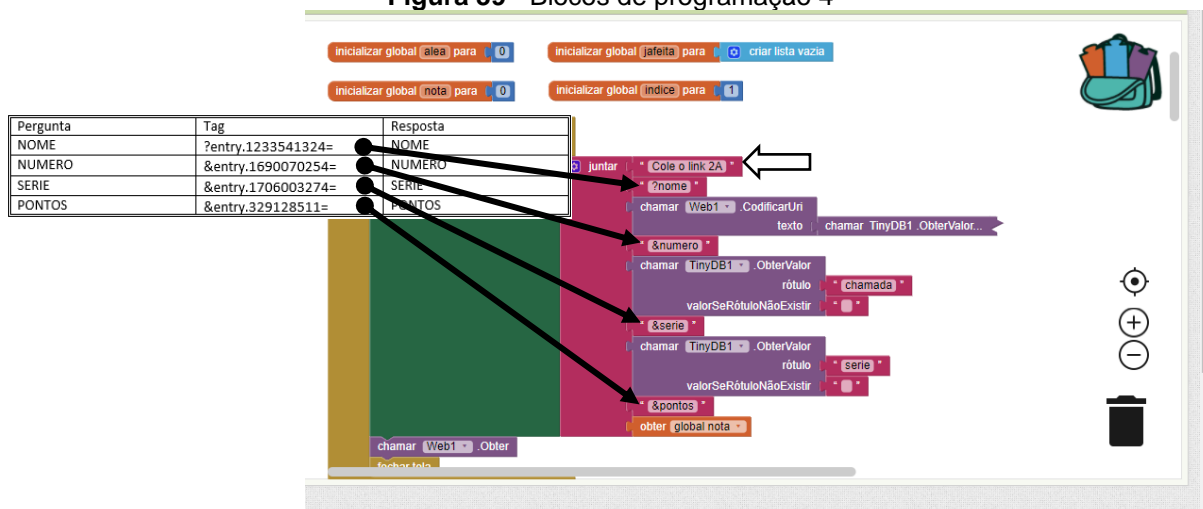 Figura 39 - Blocos de programação 4
inicializar global alea para 0
inicializar global jafeita para criar lista vazia
inicializar global nota para 0
inicializar global indice para 1
Pergunta Tag Resposta
NOME ?entry.1233541324= NOME
NUMERO &entry.1690070254= NUMERO
SERIE &entry.1706003274= SERIE
PONTOS &entry.329128511= PONTOS
juntar " Cole o link 2A "
" ?nome "
chamar Web1 .CodificarUri
texto chamar TinyDB1 .ObterValor...
" &numero "
chamar TinyDB1 .ObterValor
rótulo " chamada "
valorSeRótuloNãoExistir " "
" &serie "
chamar TinyDB1 .ObterValor
rótulo " serie "
valorSeRótuloNãoExistir " "
" &pontos "
obter global nota
chamar Web1 .Obter
fechar tela